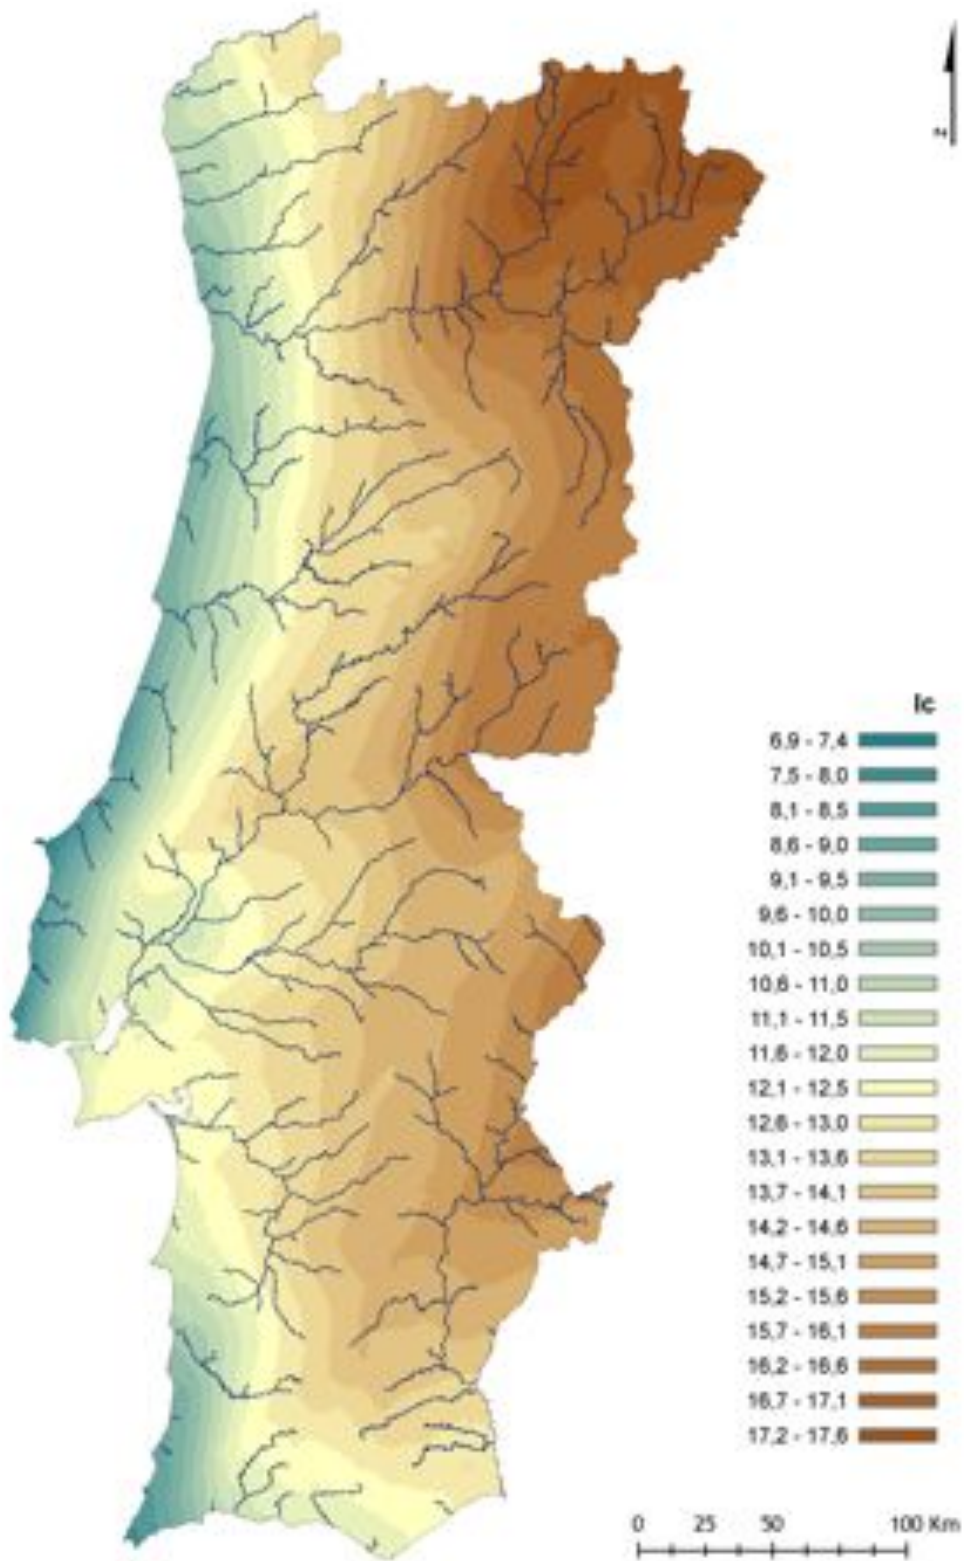 z
Ic
6,9 - 7,4
7,5 - 8,0
8,1 - 8,5
8,6 - 9,0
9,1 - 9,5
9,6 - 10,0
10,1 - 10,5
10,6 - 11,0
11,1 - 11,5
11,6 - 12,0
12,1 - 12,5
12,6 - 13,0
13,1 - 13,6
13,7 - 14,1
14,2 - 14,6
14,7 - 15,1
15,2 - 15,6
15,7 - 16,1
16,2 - 16,6
16,7 - 17,1
17,2 - 17,6
0 25 50 100 Km